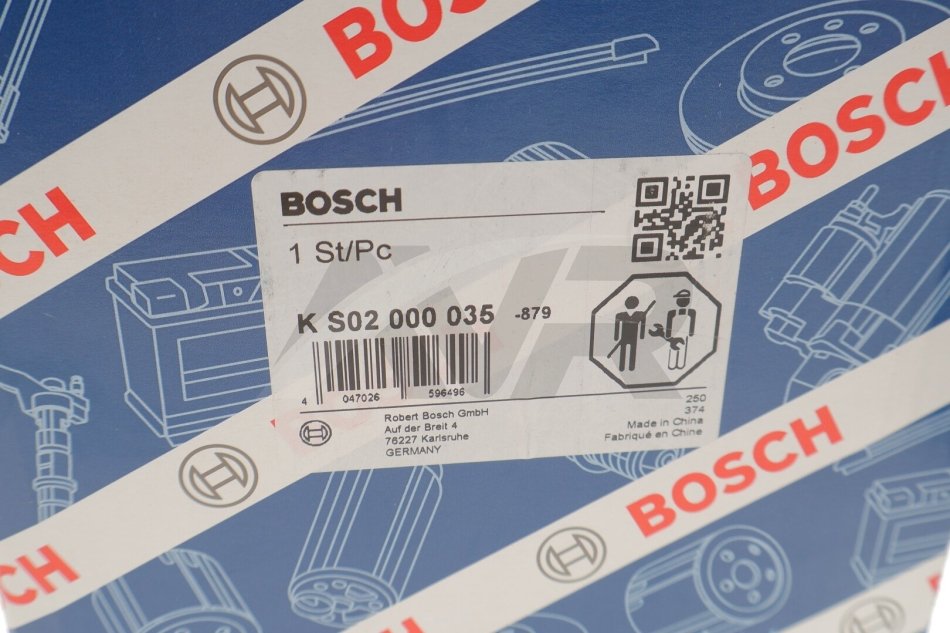 BOSCH
BOSCH
BOSCH
BOSCH
1 St/Pc
K S02 000 035 -879
4 047026 596496
Robert Bosch GmbH
Auf der Breit 4
76227 Karlsruhe
GERMANY
250
374
Made in China
Fabriqué en Chine
BOSCH
BOSCH